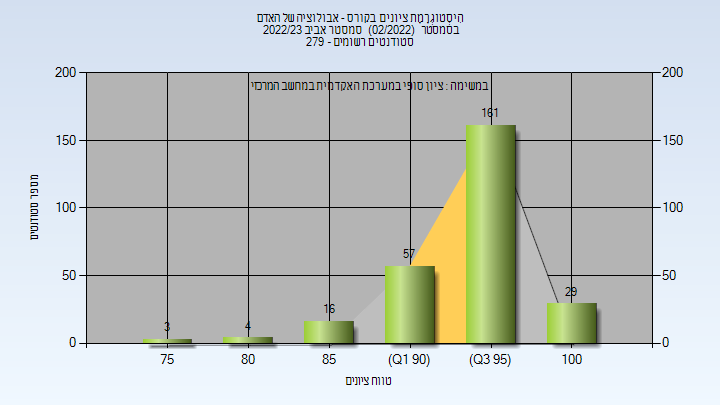 היסטוגרמת ציונים בקורס - אבולוציה של האדם
בסמסטר (02/2022) סמסטר אביב 2022/23
סטודנטים רשומים - 279
במשימה : ציון סופי במערכת האקדמית במחשב המרכזי
200
150
100
50
0
200
150
100
50
0
מספר סטודנטים
3
4
16
57
161
29
75
80
85
(Q1 90)
(Q3 95)
100
טווח ציונים